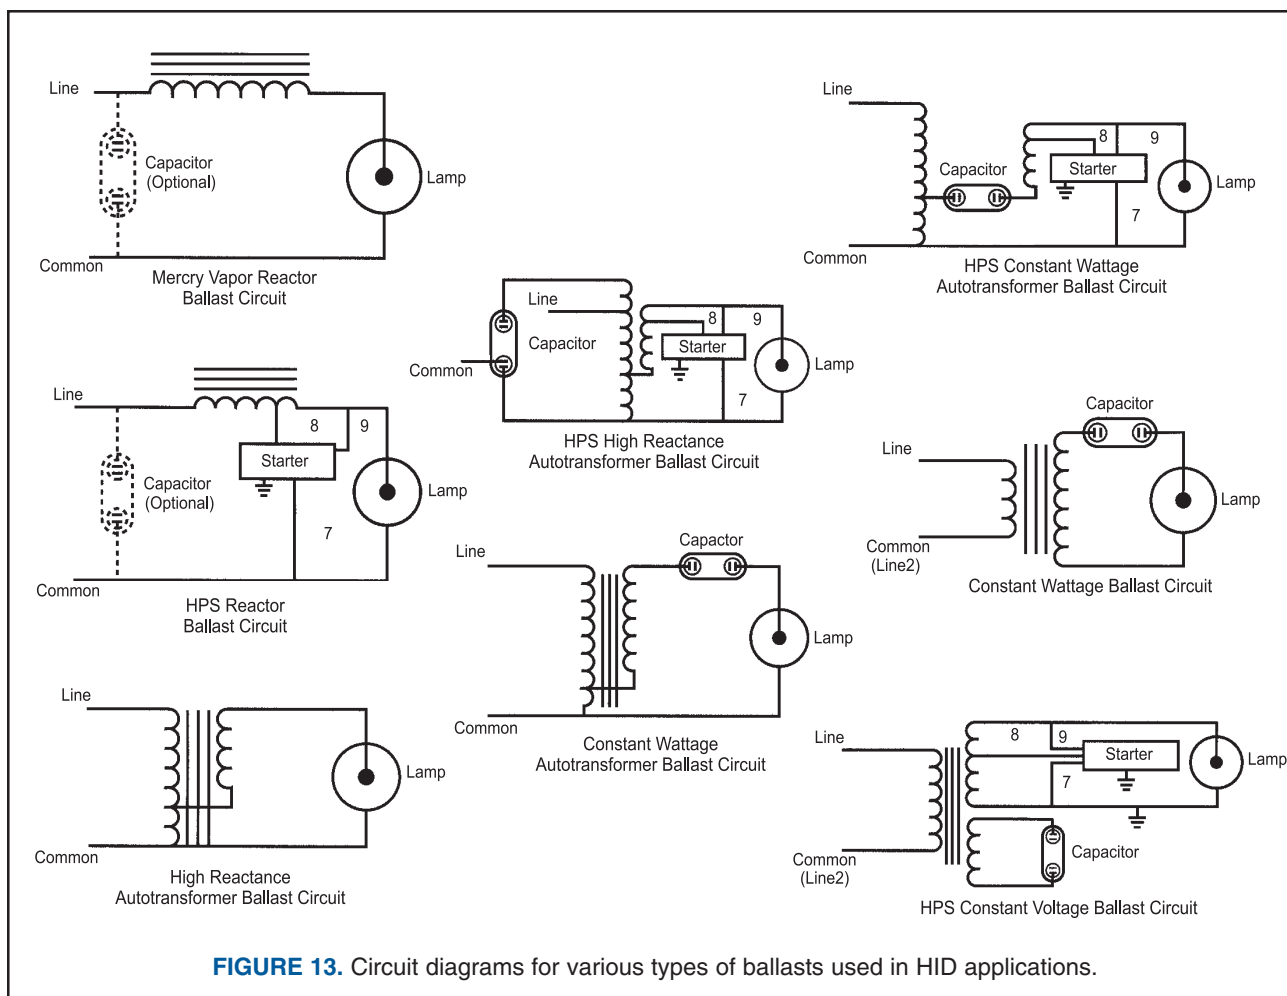 Line
Capacitor
(Optional)
Lamp
Common
Mercry Vapor Reactor
Ballast Circuit
Line
Capacitor
8
9
Starter
7
Lamp
Common
HPS Constant Wattage
Autotransformer Ballast Circuit
Line
Capacitor
Common
8
9
Starter
7
Lamp
HPS High Reactance
Autotransformer Ballast Circuit
Line
8
9
Starter
Capacitor
(Optional)
7
Lamp
Common
HPS Reactor
Ballast Circuit
Capacitor
Line
Lamp
Common
(Line2)
Constant Wattage Ballast Circuit
Capactor
Line
Lamp
Common
Constant Wattage
Autotransformer Ballast Circuit
Line
Lamp
Common
High Reactance
Autotransformer Ballast Circuit
Line
8
9
Starter
7
Lamp
Common
(Line2)
Capacitor
HPS Constant Voltage Ballast Circuit
FIGURE 13. Circuit diagrams for various types of ballasts used in HID applications.